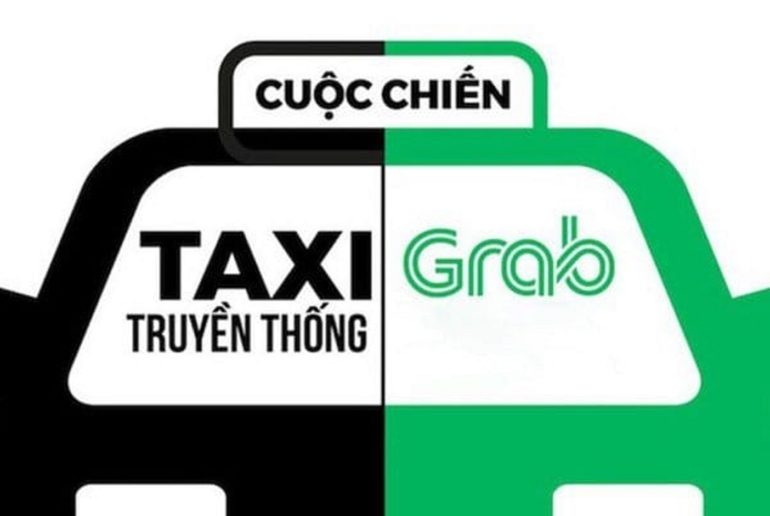 CUỘC CHIẾN
TAXI
TRUYỀN THỐNG
Grab